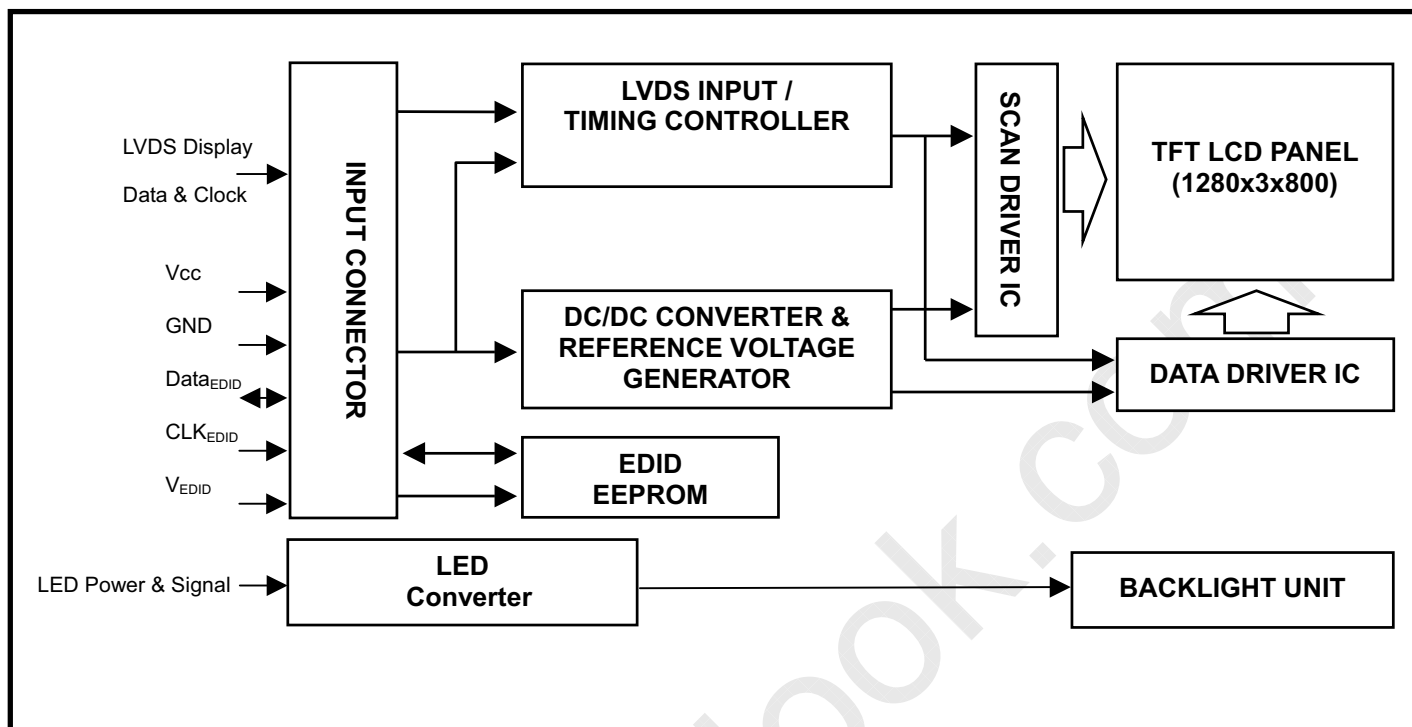 LVDS Display
Data & Clock
Vcc
GND
DataEDID
CLKEDID
VEDID
LED Power & Signal
INPUT CONNECTOR
LVDS INPUT /
TIMING CONTROLLER
DC/DC CONVERTER &
REFERENCE VOLTAGE
GENERATOR
EDID
EEPROM
LED
Converter
SCAN DRIVER IC
TFT LCD PANEL
(1280x3x800)
DATA DRIVER IC
BACKLIGHT UNIT
look.com